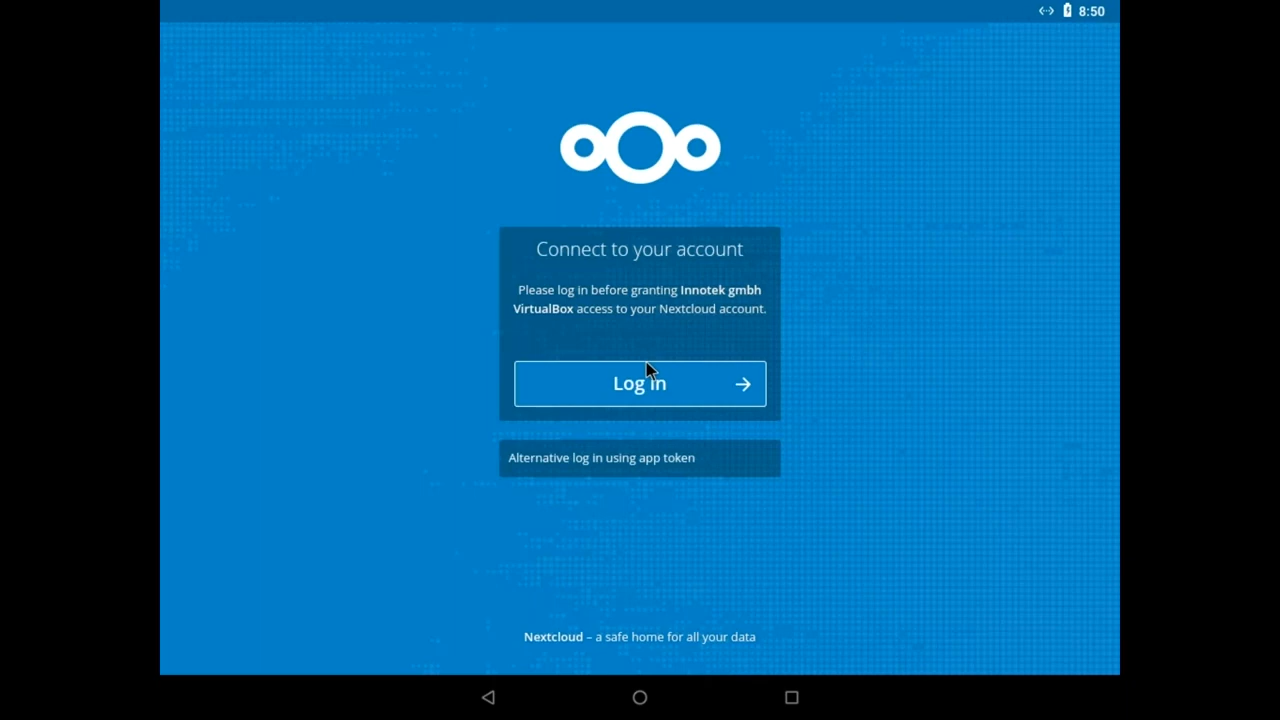 8:50
Connect to your account
Please log in before granting Innotek gmbh
VirtualBox access to your Nextcloud account.
Log in
Alternative log in using app token
Nextcloud – a safe home for all your data